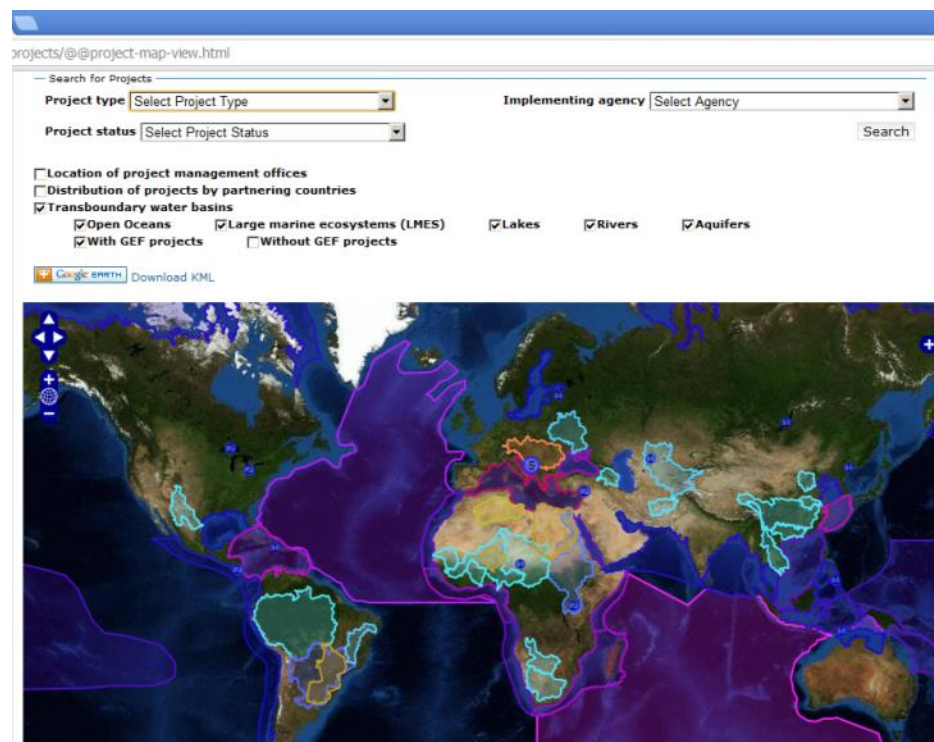 projects/@@project-map-view.html
Search for Projects
Project type Select Project Type Implementing agency Select Agency
Project status Select Project Status Search
Location of project management offices
Distribution of projects by partnering countries
Transboundary water basins
Open Oceans Large marine ecosystems (LMES) Lakes Rivers Aquifers
With GEF projects Without GEF projects
Google EARTH Download KML
5